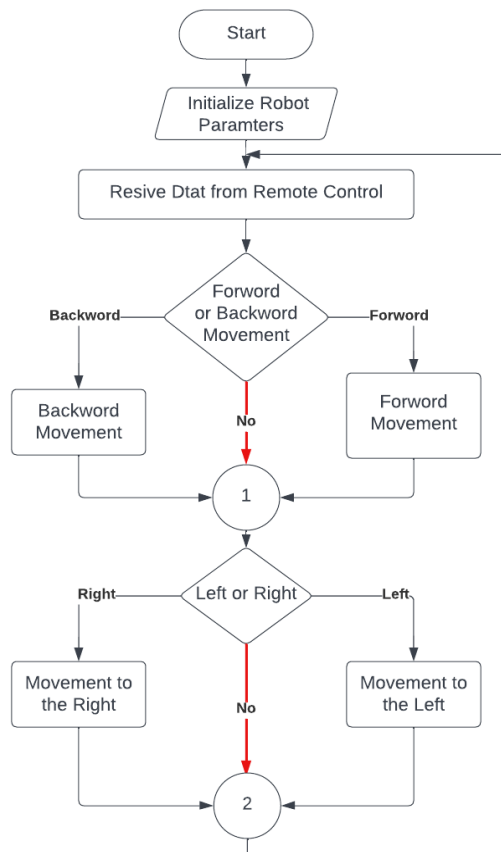 Start
Initialize Robot
Paramters
Resive Dtat from Remote Control
Forword
or Backword
Movement
Backword
Forword
Backword
Movement
Forword
Movement
No
1
Left or Right
Right
Left
Movement to
the Right
Movement to
the Left
No
2